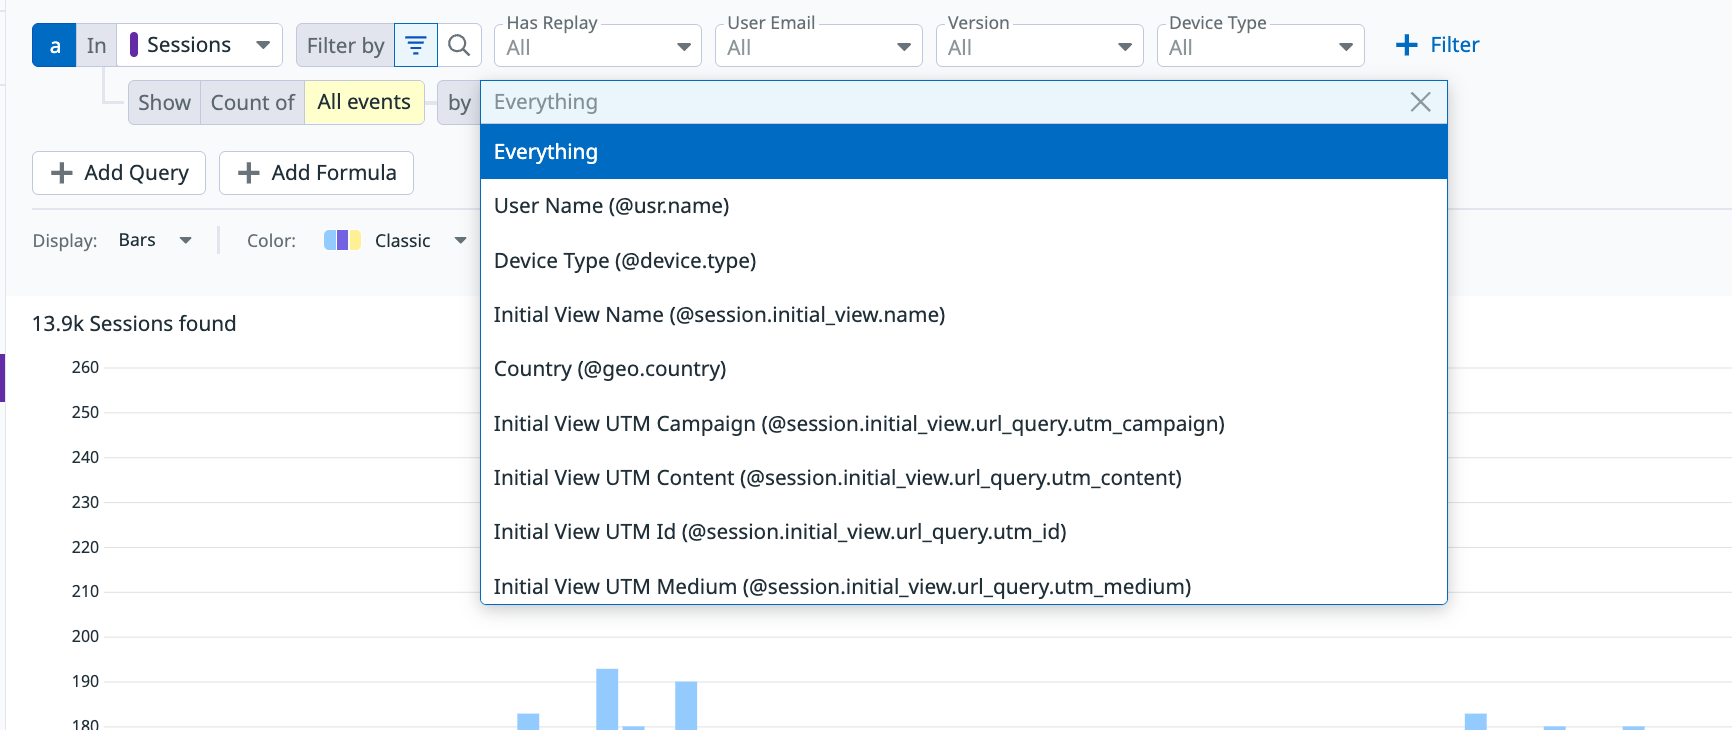 Has Replay User Email Version Device Type
a In Sessions Filter by All All All All Filter
Show Count of All events by Everything
Everything
Add Query Add Formula
User Name (@usr.name)
Display: Bars Color: Classic
Device Type (@device.type)
Initial View Name (@session.initial_view.name)
13.9k Sessions found
Country (@geo.country)
Initial View UTM Campaign (@session.initial_view.url_query.utm_campaign)
Initial View UTM Content (@session.initial_view.url_query.utm_content)
Initial View UTM Id (@session.initial_view.url_query.utm_id)
Initial View UTM Medium (@session.initial_view.url_query.utm_medium)
260
250
240
230
220
210
200
190
180